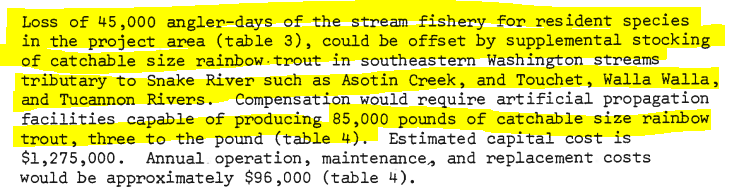 Loss of 45,000 angler-days of the stream fishery for resident species
in the project area (table 3), could be offset by supplemental stocking
of catchable size rainbow trout in southeastern Washington streams
tributary to Snake River such as Asotin Creek, and Touchet, Walla Walla,
and Tucannon Rivers. Compensation would require artificial propagation
facilities capable of producing 85,000 pounds of catchable size rainbow
trout, three to the pound (table 4). Estimated capital cost is
$1,275,000. Annual operation, maintenance, and replacement costs
would be approximately $96,000 (table 4).